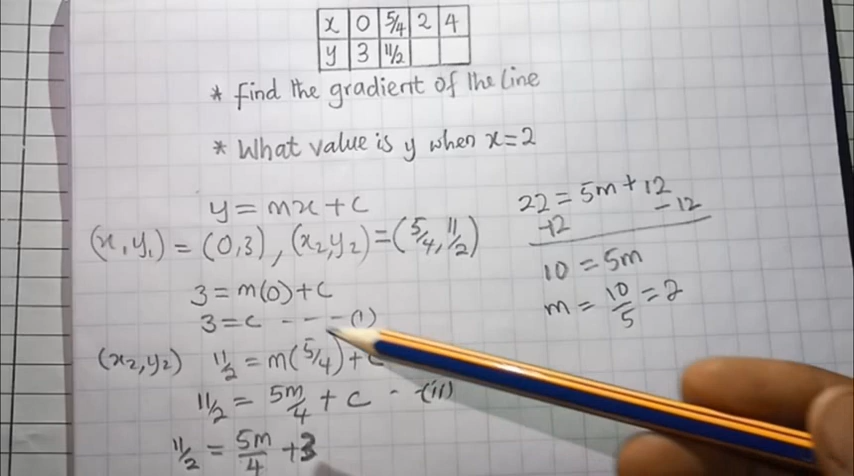 x 0 5/4 2 4
y 3 11/2
* Find the gradient of the line
* What value is y when x=2
y = mx + c
(x, y₁) = (0,3), (x₂,y₂) = (5/4, 11/2)
3 = m(0) + c
3 = c - - - (i)
(x₂,y₂) 11/2 = m(5/4) + c
11/2 = 5m/4 + c - - (ii)
11/2 = 5m/4 + 3
22 = 5m + 12
-12 -12
10 = 5m
m = 10/5 = 2